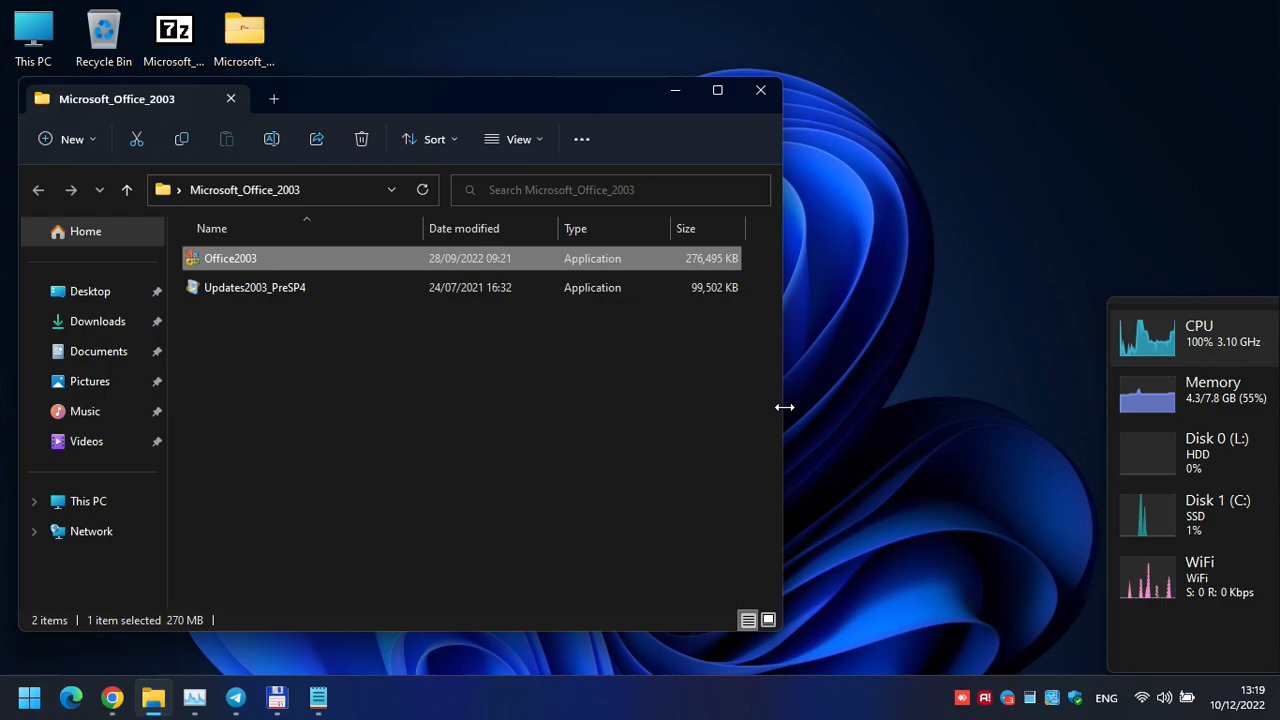 This PC
Recycle Bin
7z
Microsoft_...
Microsoft_...
Microsoft_Office_2003
New
Sort
View
Microsoft_Office_2003
Search Microsoft_Office_2003
Home
Desktop
Downloads
Documents
Pictures
Music
Videos
This PC
Network
Name
Date modified
Type
Size
Office2003 28/09/2022 09:21 Application 276,495 KB
Updates2003_PreSP4 24/07/2021 16:32 Application 99,502 KB
2 items
1 item selected 270 MB
CPU
100% 3.10 GHz
Memory
4.3/7.8 GB (55%)
Disk 0 (L:)
HDD
0%
Disk 1 (C:)
SSD
1%
WiFi
WiFi
S: 0 R: 0 Kbps
ENG
13:19
10/12/2022